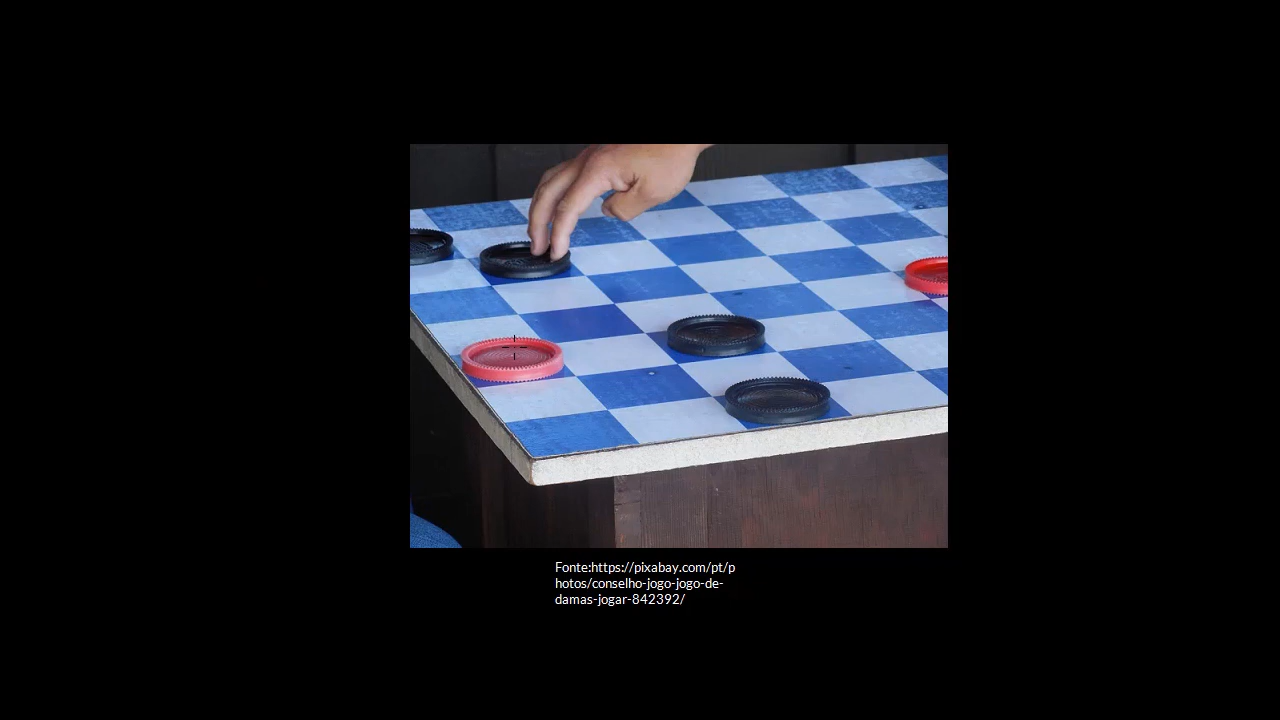 Fonte:https://pixabay.com/pt/p
hotos/conselho-jogo-jogo-de-
damas-jogar-842392/